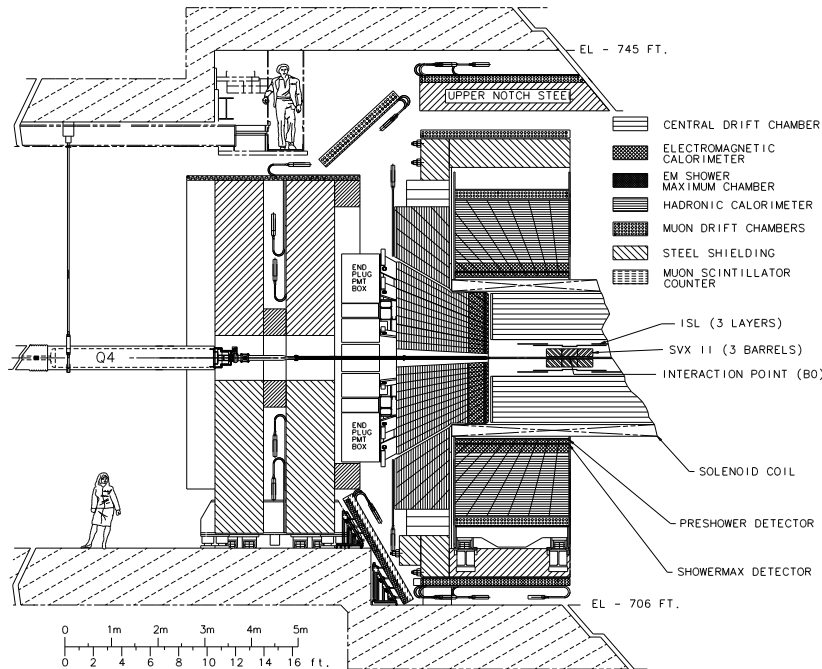 EL - 745 FT.
UPPER NOTCH STEEL
CENTRAL DRIFT CHAMBER
ELECTROMAGNETIC
CALORIMETER
EM SHOWER
MAXIMUM CHAMBER
HADRONIC CALORIMETER
MUON DRIFT CHAMBERS
STEEL SHIELDING
MUON SCINTILLATOR
COUNTER
END
PLUG
PMT
BOX
ISL (3 LAYERS)
Q4
SVX II (3 BARRELS)
INTERACTION POINT (B0)
END
PLUG
PMT
BOX
SOLENOID COIL
PRESHOWER DETECTOR
SHOWERMAX DETECTOR
EL - 706 FT.
0 1m 2m 3m 4m 5m
0 2 4 6 8 10 12 14 16 ft.